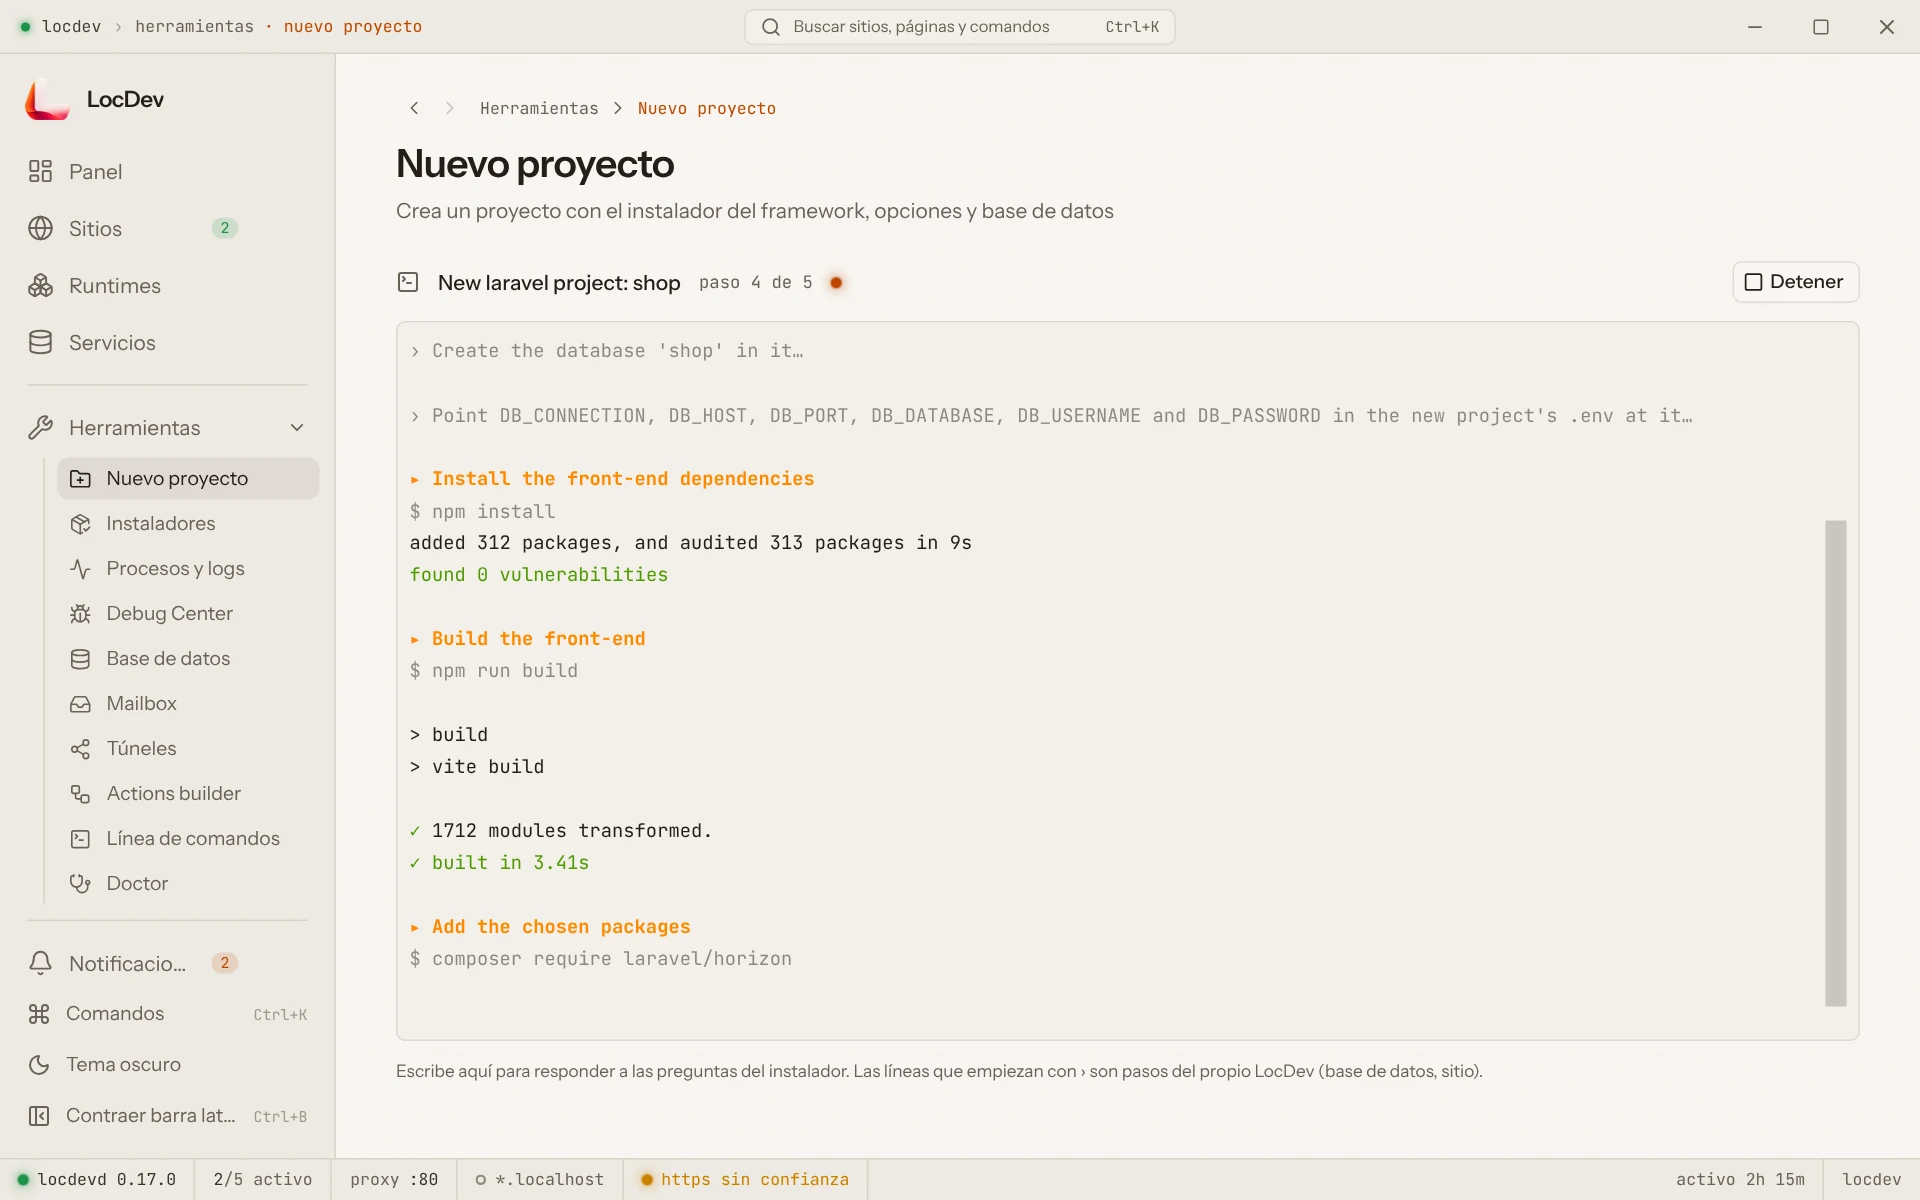 locdev › herramientas · nuevo proyecto
Buscar sitios, páginas y comandos Ctrl+K
LocDev
Panel
Sitios 2
Runtimes
Servicios
Herramientas
Nuevo proyecto
Instaladores
Procesos y logs
Debug Center
Base de datos
Mailbox
Túneles
Actions builder
Línea de comandos
Doctor
Notificacio... 2
Comandos Ctrl+K
Tema oscuro
Contraer barra lat... Ctrl+B
Herramientas > Nuevo proyecto
Nuevo proyecto
Crea un proyecto con el instalador del framework, opciones y base de datos
New laravel project: shop paso 4 de 5
Detener
› Create the database 'shop' in it…
› Point DB_CONNECTION, DB_HOST, DB_PORT, DB_DATABASE, DB_USERNAME and DB_PASSWORD in the new project's .env at it…
▸ Install the front-end dependencies
$ npm install
added 312 packages, and audited 313 packages in 9s
found 0 vulnerabilities
▸ Build the front-end
$ npm run build
> build
> vite build
✓ 1712 modules transformed.
✓ built in 3.41s
▸ Add the chosen packages
$ composer require laravel/horizon
Escribe aquí para responder a las preguntas del instalador. Las líneas que empiezan con › son pasos del propio LocDev (base de datos, sitio).
locdevd 0.17.0 2/5 activo proxy :80 *.localhost https sin confianza activo 2h 15m locdev